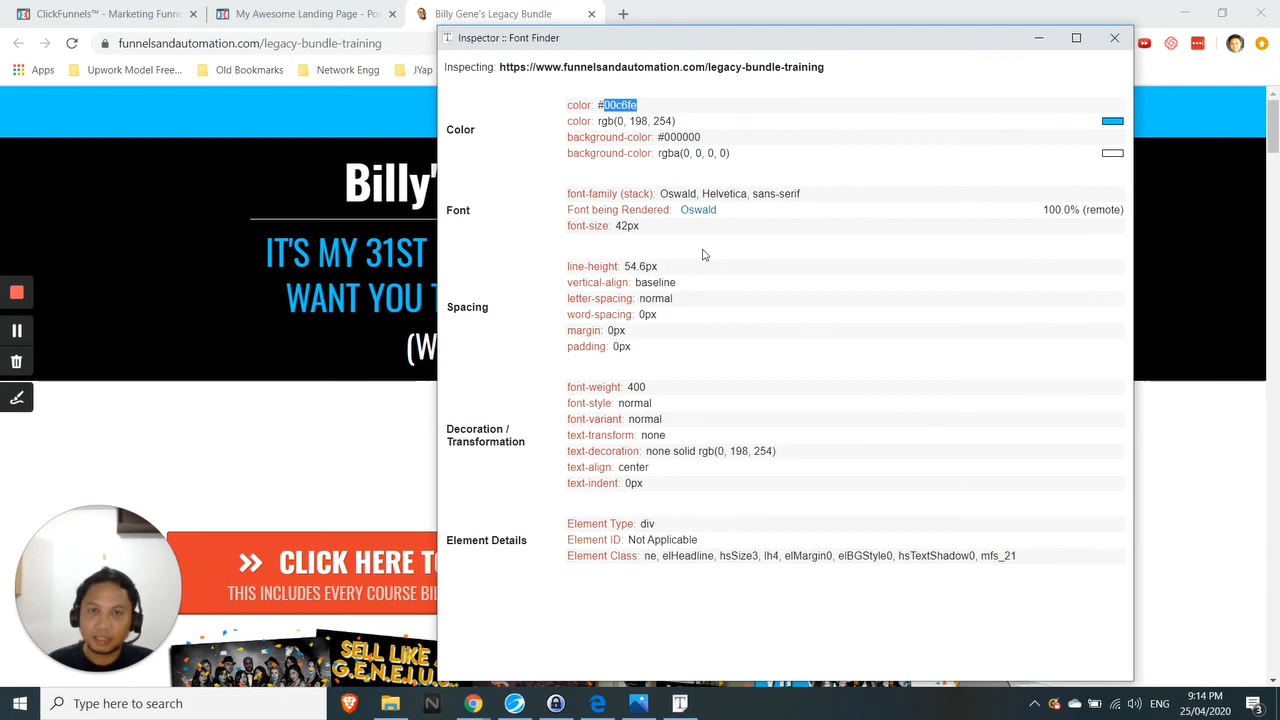 ClickFunnels™ - Marketing Funne
My Awesome Landing Page - Pow
Billy Gene's Legacy Bundle
Inspector :: Font Finder
funnelsandautomation.com/legacy-bundle-training
Apps
Upwork Model Free...
Old Bookmarks
Network Engg
JYap
Inspecting: https://www.funnelsandautomation.com/legacy-bundle-training
Color
color: #00c6fe
color: rgb(0, 198, 254)
background-color: #000000
background-color: rgba(0, 0, 0, 0)
Font
font-family (stack): Oswald, Helvetica, sans-serif
Font being Rendered: Oswald 100.0% (remote)
font-size: 42px
Spacing
line-height: 54.6px
vertical-align: baseline
letter-spacing: normal
word-spacing: 0px
margin: 0px
padding: 0px
Decoration /
Transformation
font-weight: 400
font-style: normal
font-variant: normal
text-transform: none
text-decoration: none solid rgb(0, 198, 254)
text-align: center
text-indent: 0px
Element Details
Element Type: div
Element ID: Not Applicable
Element Class: ne, elHeadline, hsSize3, lh4, elMargin0, elBGStyle0, hsTextShadow0, mfs_21
Billy'
IT'S MY 31ST
WANT YOU
(W
CLICK HERE TO
THIS INCLUDES EVERY COURSE BIL
SELL LIKE A
G.E.N.E.I.U.S
Type here to search
ENG
9:14 PM
25/04/2020
3